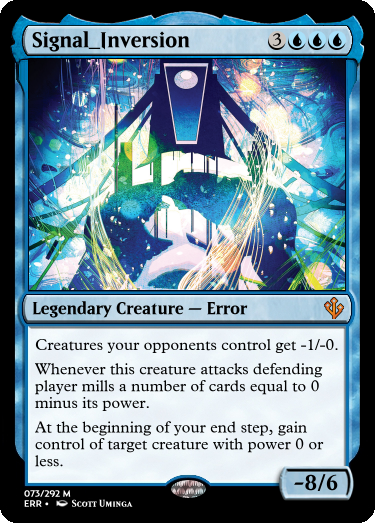 Signal_Inversion 3
Legendary Creature — Error
Creatures your opponents control get -1/-0.
Whenever this creature attacks defending
player mills a number of cards equal to 0
minus its power.
At the beginning of your end step, gain
control of target creature with power 0 or
less.
-8/6
073/292 M
ERR • Scott Uminga